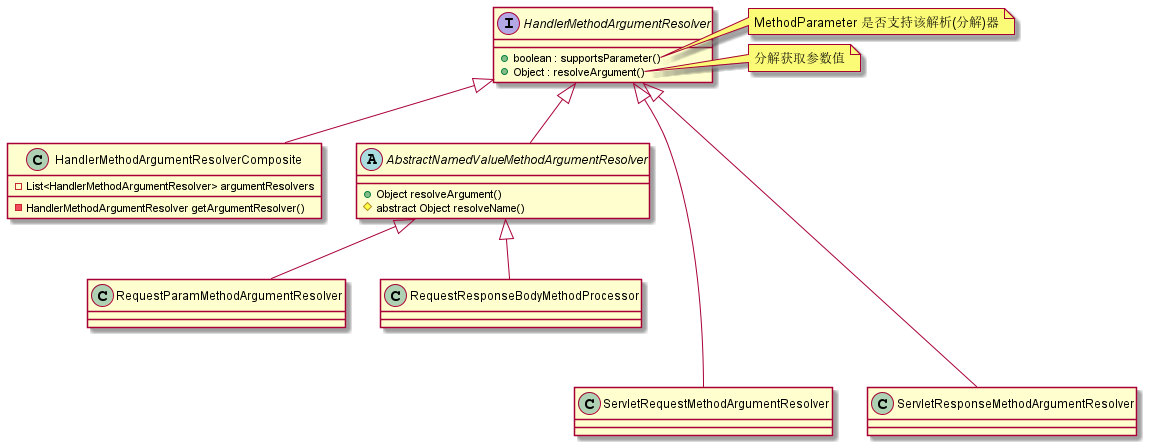 I HandlerMethodArgumentResolver
boolean : supportsParameter()
Object : resolveArgument()
MethodParameter 是否支持该解析(分解)器
分解获取参数值
C HandlerMethodArgumentResolverComposite
List<HandlerMethodArgumentResolver> argumentResolvers
HandlerMethodArgumentResolver getArgumentResolver()
A AbstractNamedValueMethodArgumentResolver
Object resolveArgument()
abstract Object resolveName()
C RequestParamMethodArgumentResolver
C RequestResponseBodyMethodProcessor
C ServletRequestMethodArgumentResolver
C ServletResponseMethodArgumentResolver